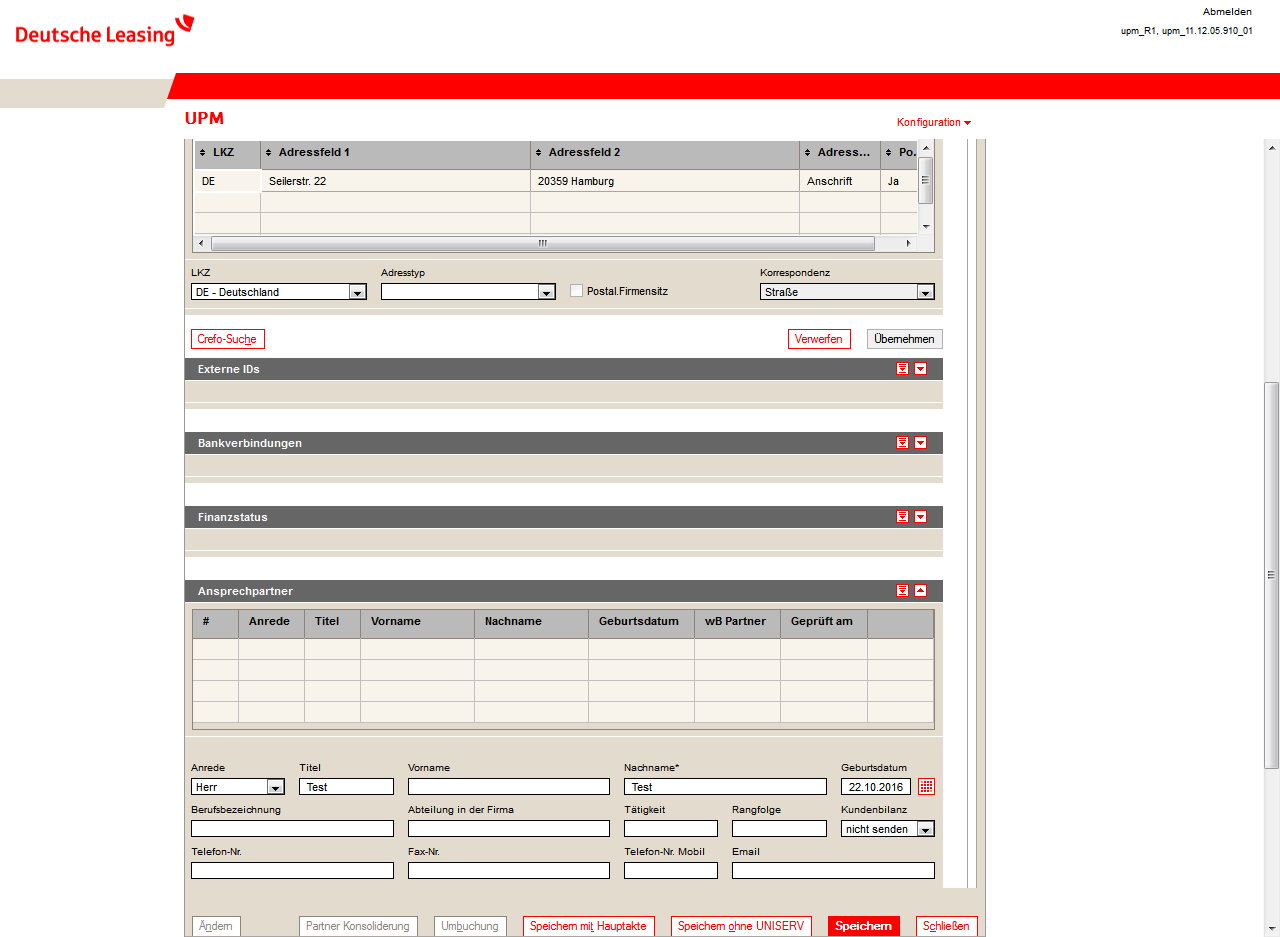 Deutsche Leasing
Abmelden
upm_R1, upm_11.12.05.910_01
UPM
Konfiguration
LKZ Adressfeld 1 Adressfeld 2 Adress... Po.
DE Seilerstr. 22 20359 Hamburg Anschrift Ja
LKZ Adresstyp Korrespondenz
DE - Deutschland Postal.Firmensitz Straße
Crefo-Suche Verwerfen Übernehmen
Externe IDs
Bankverbindungen
Finanzstatus
Ansprechpartner
# Anrede Titel Vorname Nachname Geburtsdatum wB Partner Geprüft am
Anrede Titel Vorname Nachname* Geburtsdatum
Herr Test Test 22.10.2016
Berufsbezeichnung Abteilung in der Firma Tätigkeit Rangfolge Kundenbilanz
nicht senden
Telefon-Nr. Fax-Nr. Telefon-Nr. Mobil Email
Ändern Partner Konsolidierung Umbuchung Speichern mit Hauptakte Speichern ohne UNISERV Speichern Schließen